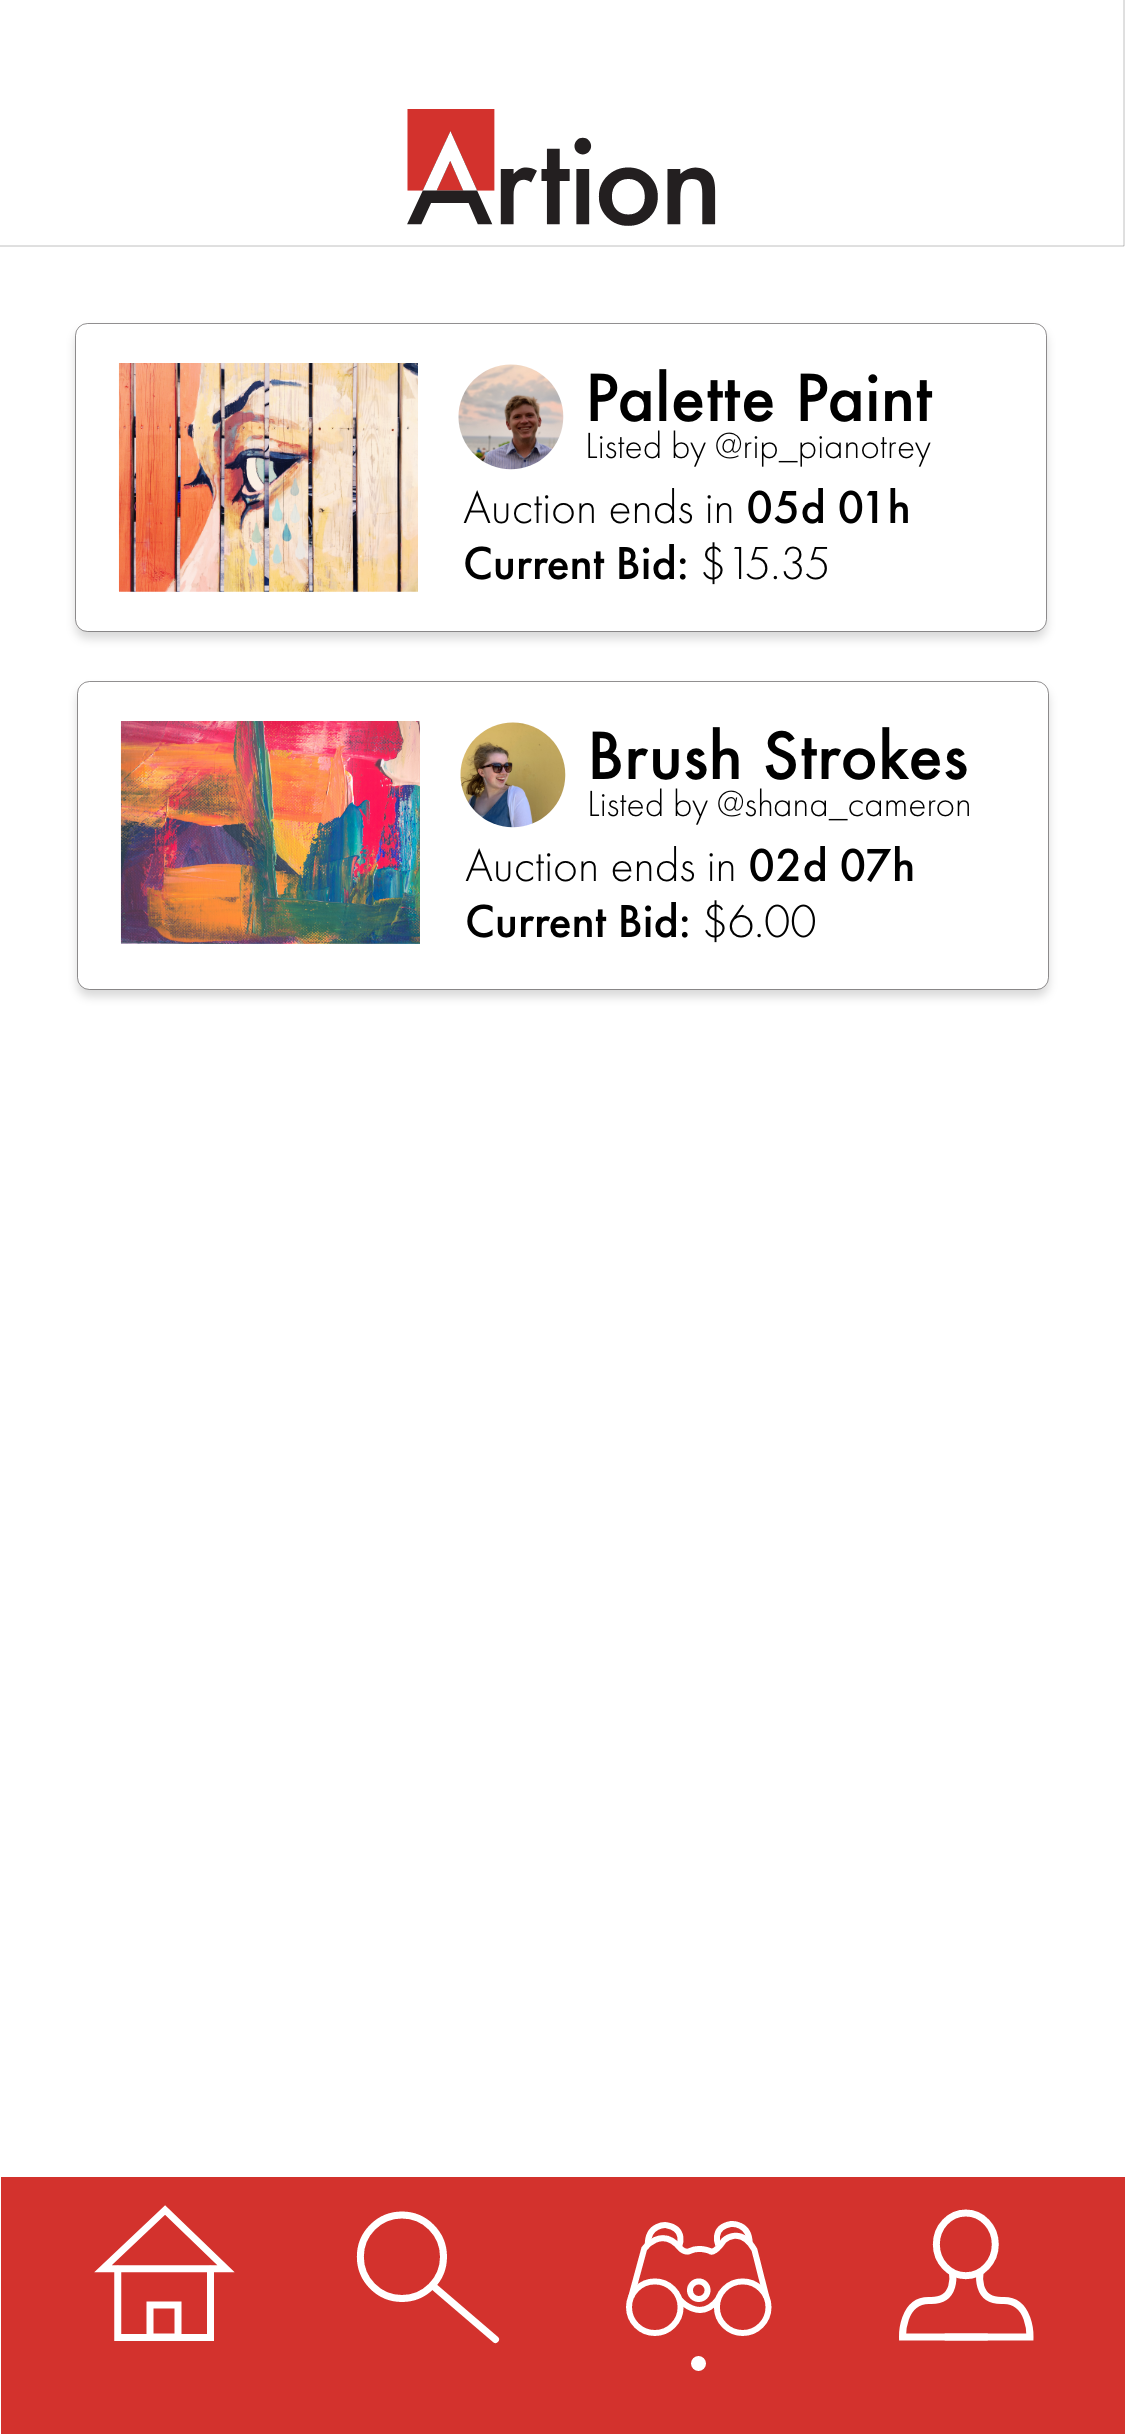 Artion
Palette Paint
Listed by @rip_pianotrey
Auction ends in 05d 01h
Current Bid: $15.35
Brush Strokes
Listed by @shana_cameron
Auction ends in 02d 07h
Current Bid: $6.00